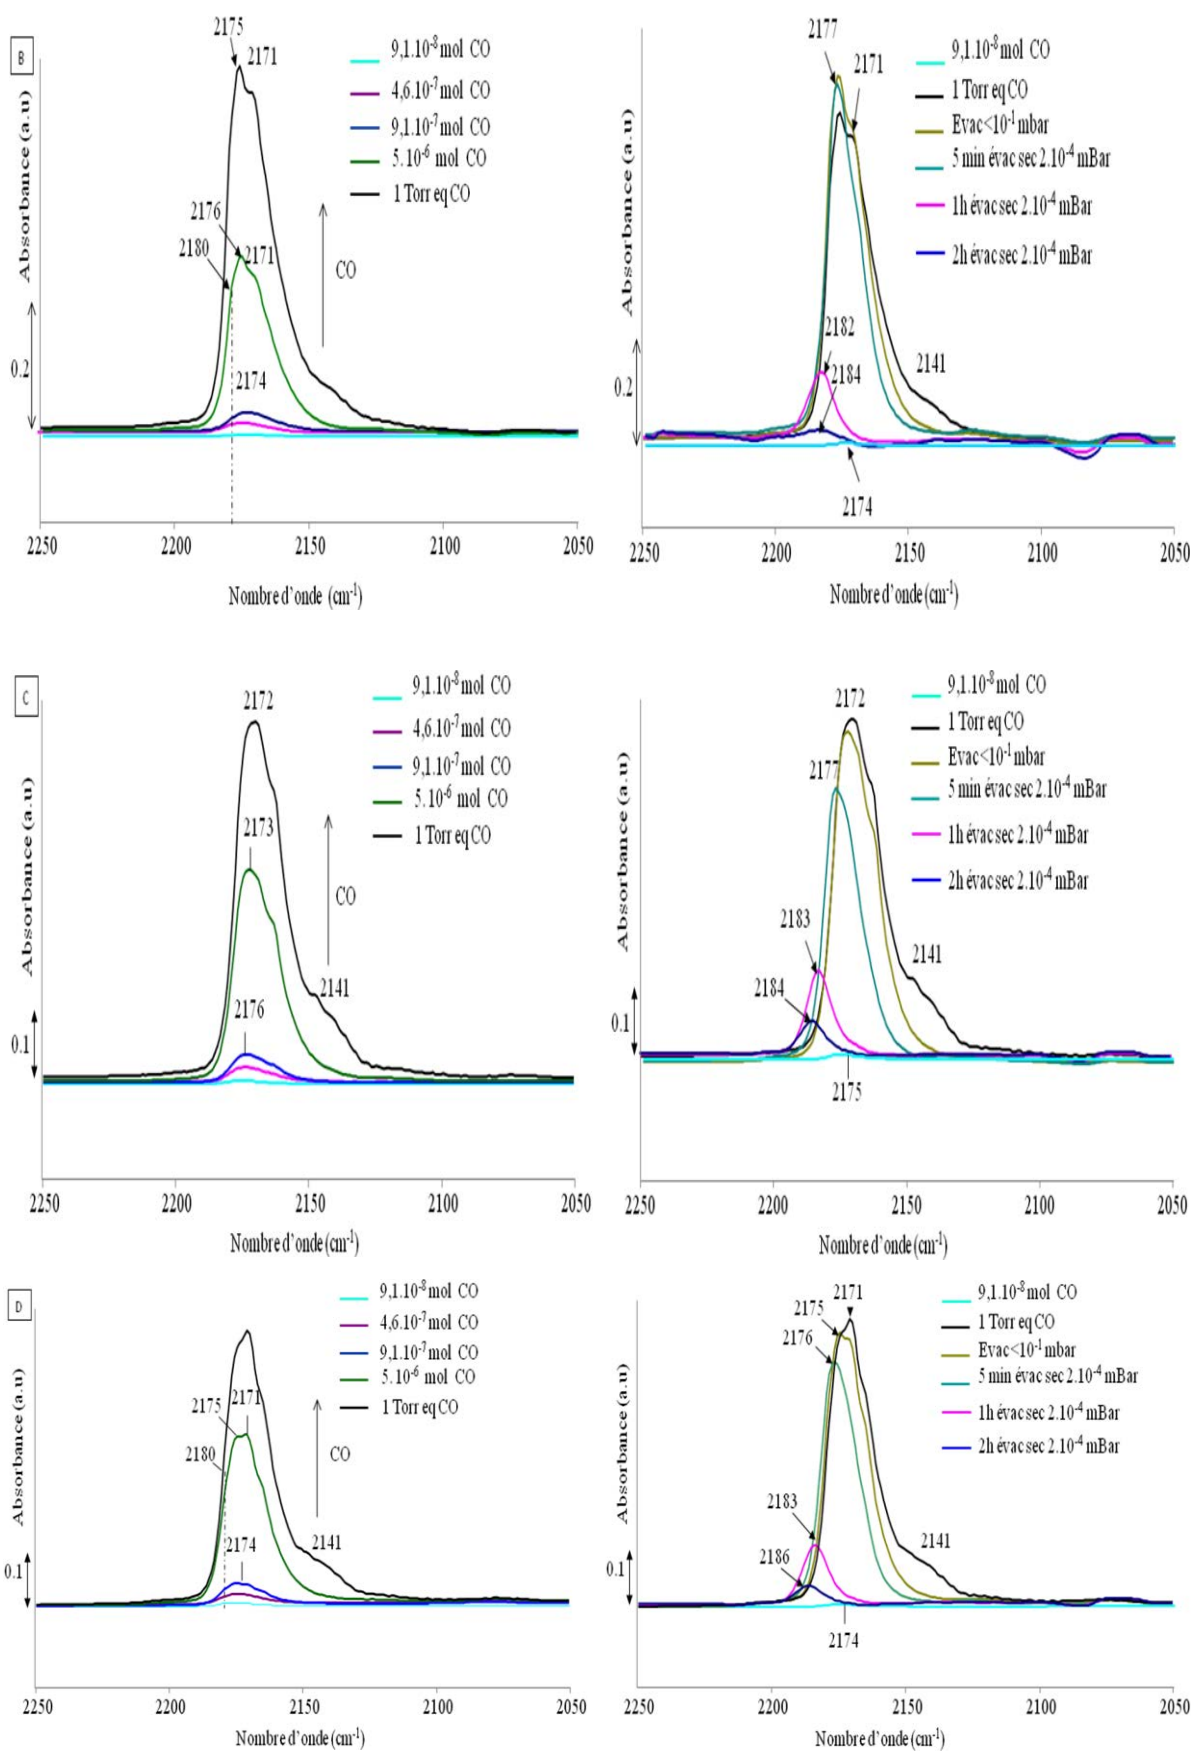 B
2175
2171
9,1.10⁻⁸ mol CO
4,6.10⁻⁷ mol CO
9,1.10⁻⁷ mol CO
5.10⁻⁶ mol CO
1 Torr eq CO
2176
2180
2171
CO
2174
0.2
Absorbance (a.u)
2250 2200 2150 2100 2050
Nombre d'onde (cm⁻¹)
2177
2171
9,1.10⁻⁸ mol CO
1 Torr eq CO
Evac<10⁻¹ mbar
5 min évac sec 2.10⁻⁴ mBar
1h évac sec 2.10⁻⁴ mBar
2h évac sec 2.10⁻⁴ mBar
2182
2184
2141
2174
0.2
Absorbance (a.u)
2250 2200 2150 2100 2050
Nombre d'onde (cm⁻¹)
C
2172
9,1.10⁻⁸ mol CO
4,6.10⁻⁷ mol CO
9,1.10⁻⁷ mol CO
5.10⁻⁶ mol CO
1 Torr eq CO
2173
CO
2141
2176
0.1
Absorbance (a.u)
2250 2200 2150 2100 2050
Nombre d'onde (cm⁻¹)
2172
9,1.10⁻⁸ mol CO
1 Torr eq CO
Evac<10⁻¹ mbar
5 min évac sec 2.10⁻⁴ mBar
1h évac sec 2.10⁻⁴ mBar
2h évac sec 2.10⁻⁴ mBar
2177
2183
2184
2141
2175
0.1
Absorbance (a.u)
2250 2200 2150 2100 2050
Nombre d'onde (cm⁻¹)
D
9,1.10⁻⁸ mol CO
4,6.10⁻⁷ mol CO
9,1.10⁻⁷ mol CO
5.10⁻⁶ mol CO
1 Torr eq CO
2175
2171
2180
CO
2174
2141
0.1
Absorbance (a.u)
2250 2200 2150 2100 2050
Nombre d'onde (cm⁻¹)
2171
2175
2176
9,1.10⁻⁸ mol CO
1 Torr eq CO
Evac<10⁻¹ mbar
5 min évac sec 2.10⁻⁴ mBar
1h évac sec 2.10⁻⁴ mBar
2h évac sec 2.10⁻⁴ mBar
2183
2186
2141
2174
0.1
Absorbance (a.u)
2250 2200 2150 2100 2050
Nombre d'onde (cm⁻¹)